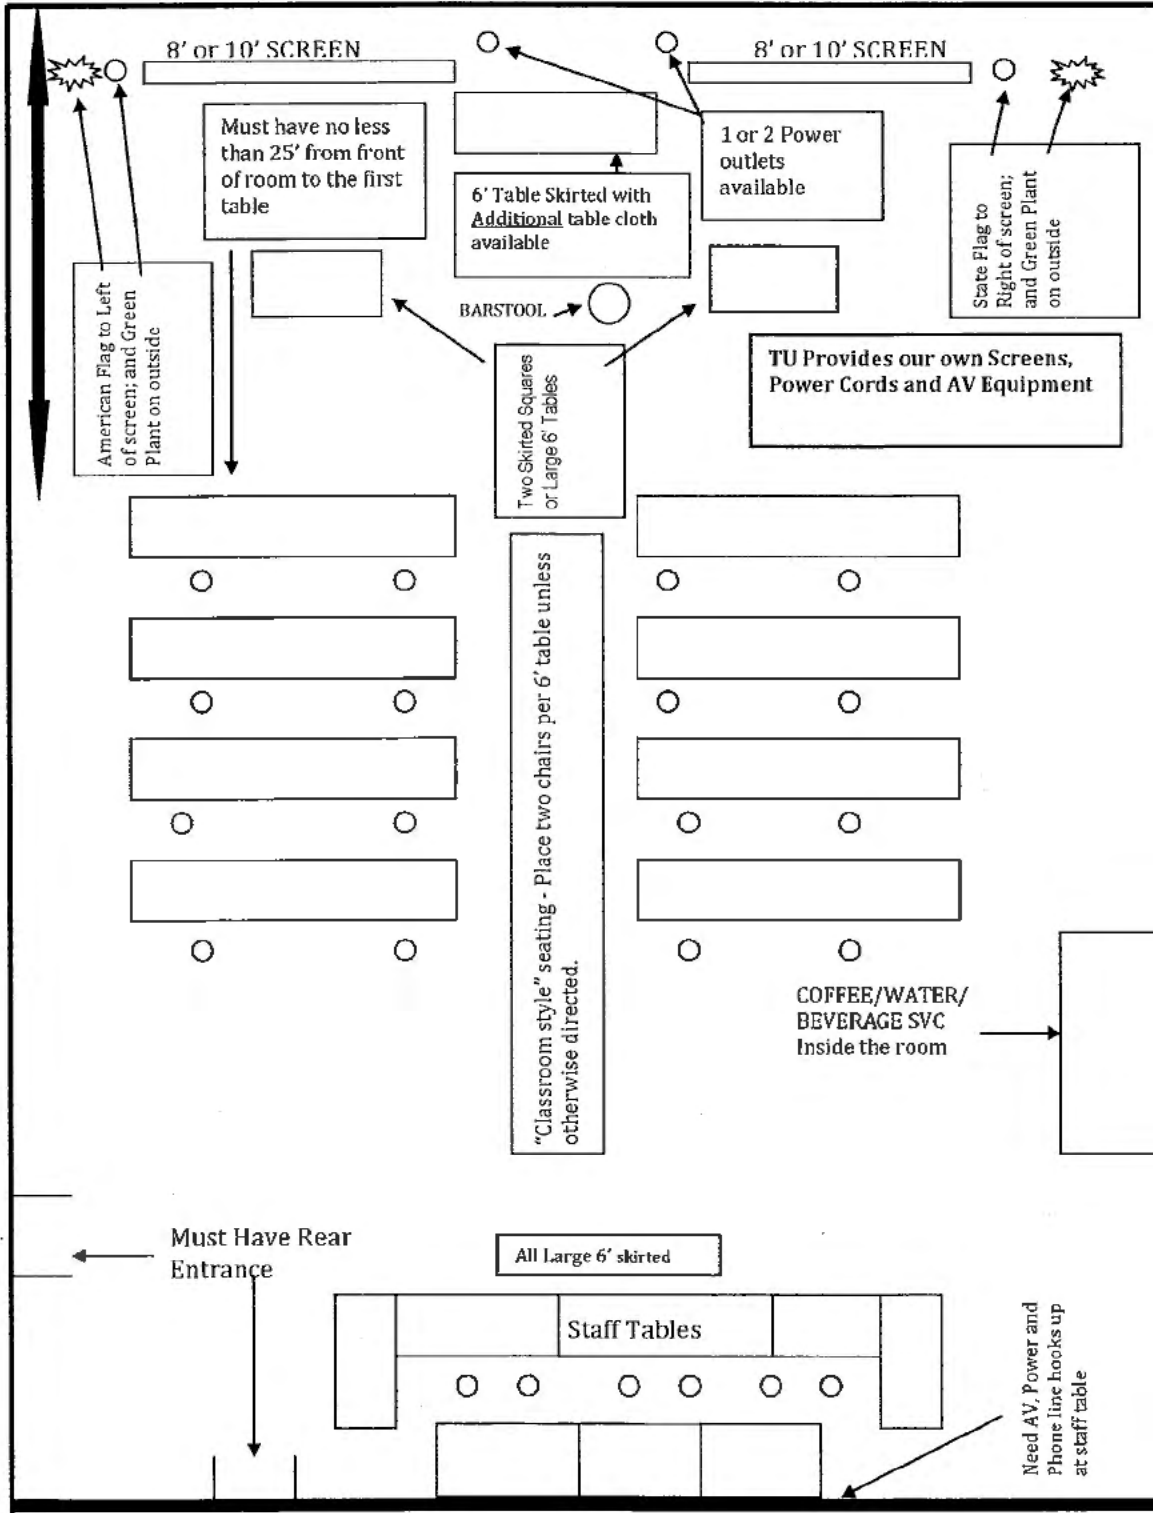 8' or 10' SCREEN
8' or 10' SCREEN
Must have no less
than 25' from front
of room to the first
table
1 or 2 Power
outlets
available
6' Table Skirted with
Additional table cloth
available
State Flag to
Right of screen;
and Green Plant
on outside
American Flag to Left
of screen; and Green
Plant on outside
BARSTOOL
TU Provides our own Screens,
Power Cords and AV Equipment
Two Skirted Squares
or Large 6' Tables
"Classroom style" seating - Place two chairs per 6' table unless
otherwise directed.
COFFEE/WATER/
BEVERAGE SVC
Inside the room
Must Have Rear
Entrance
All Large 6' skirted
Staff Tables
Need AV, Power and
Phone line hooks up
at staff table